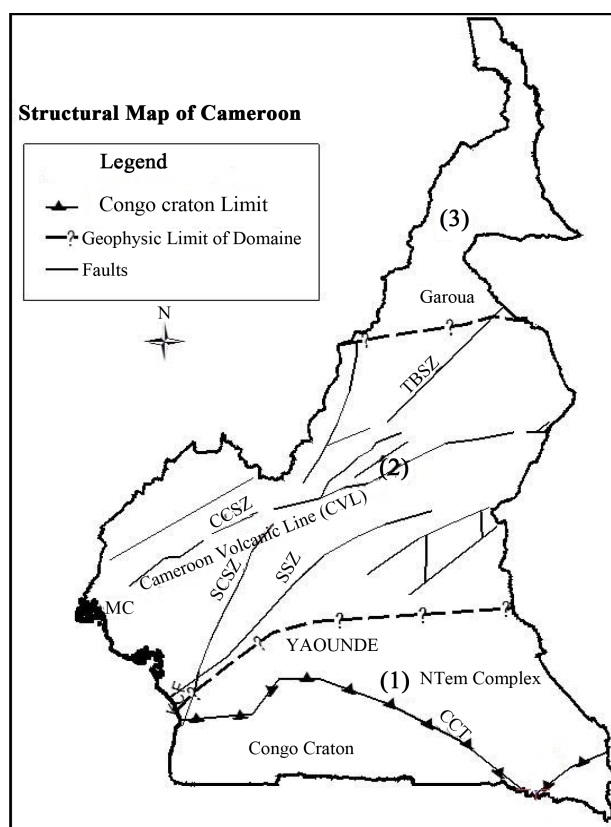 Structural Map of Cameroon
Legend
Congo craton Limit
? Geophysic Limit of Domaine
Faults
N
(3)
Garoua
? ?
TBSZ
(2)
CCSZ
Cameroon Volcanic Line (CVL)
SCSZ
SSZ
MC
? ? ? ?
YAOUNDE
?
(1)
NTem Complex
CCT
Congo Craton